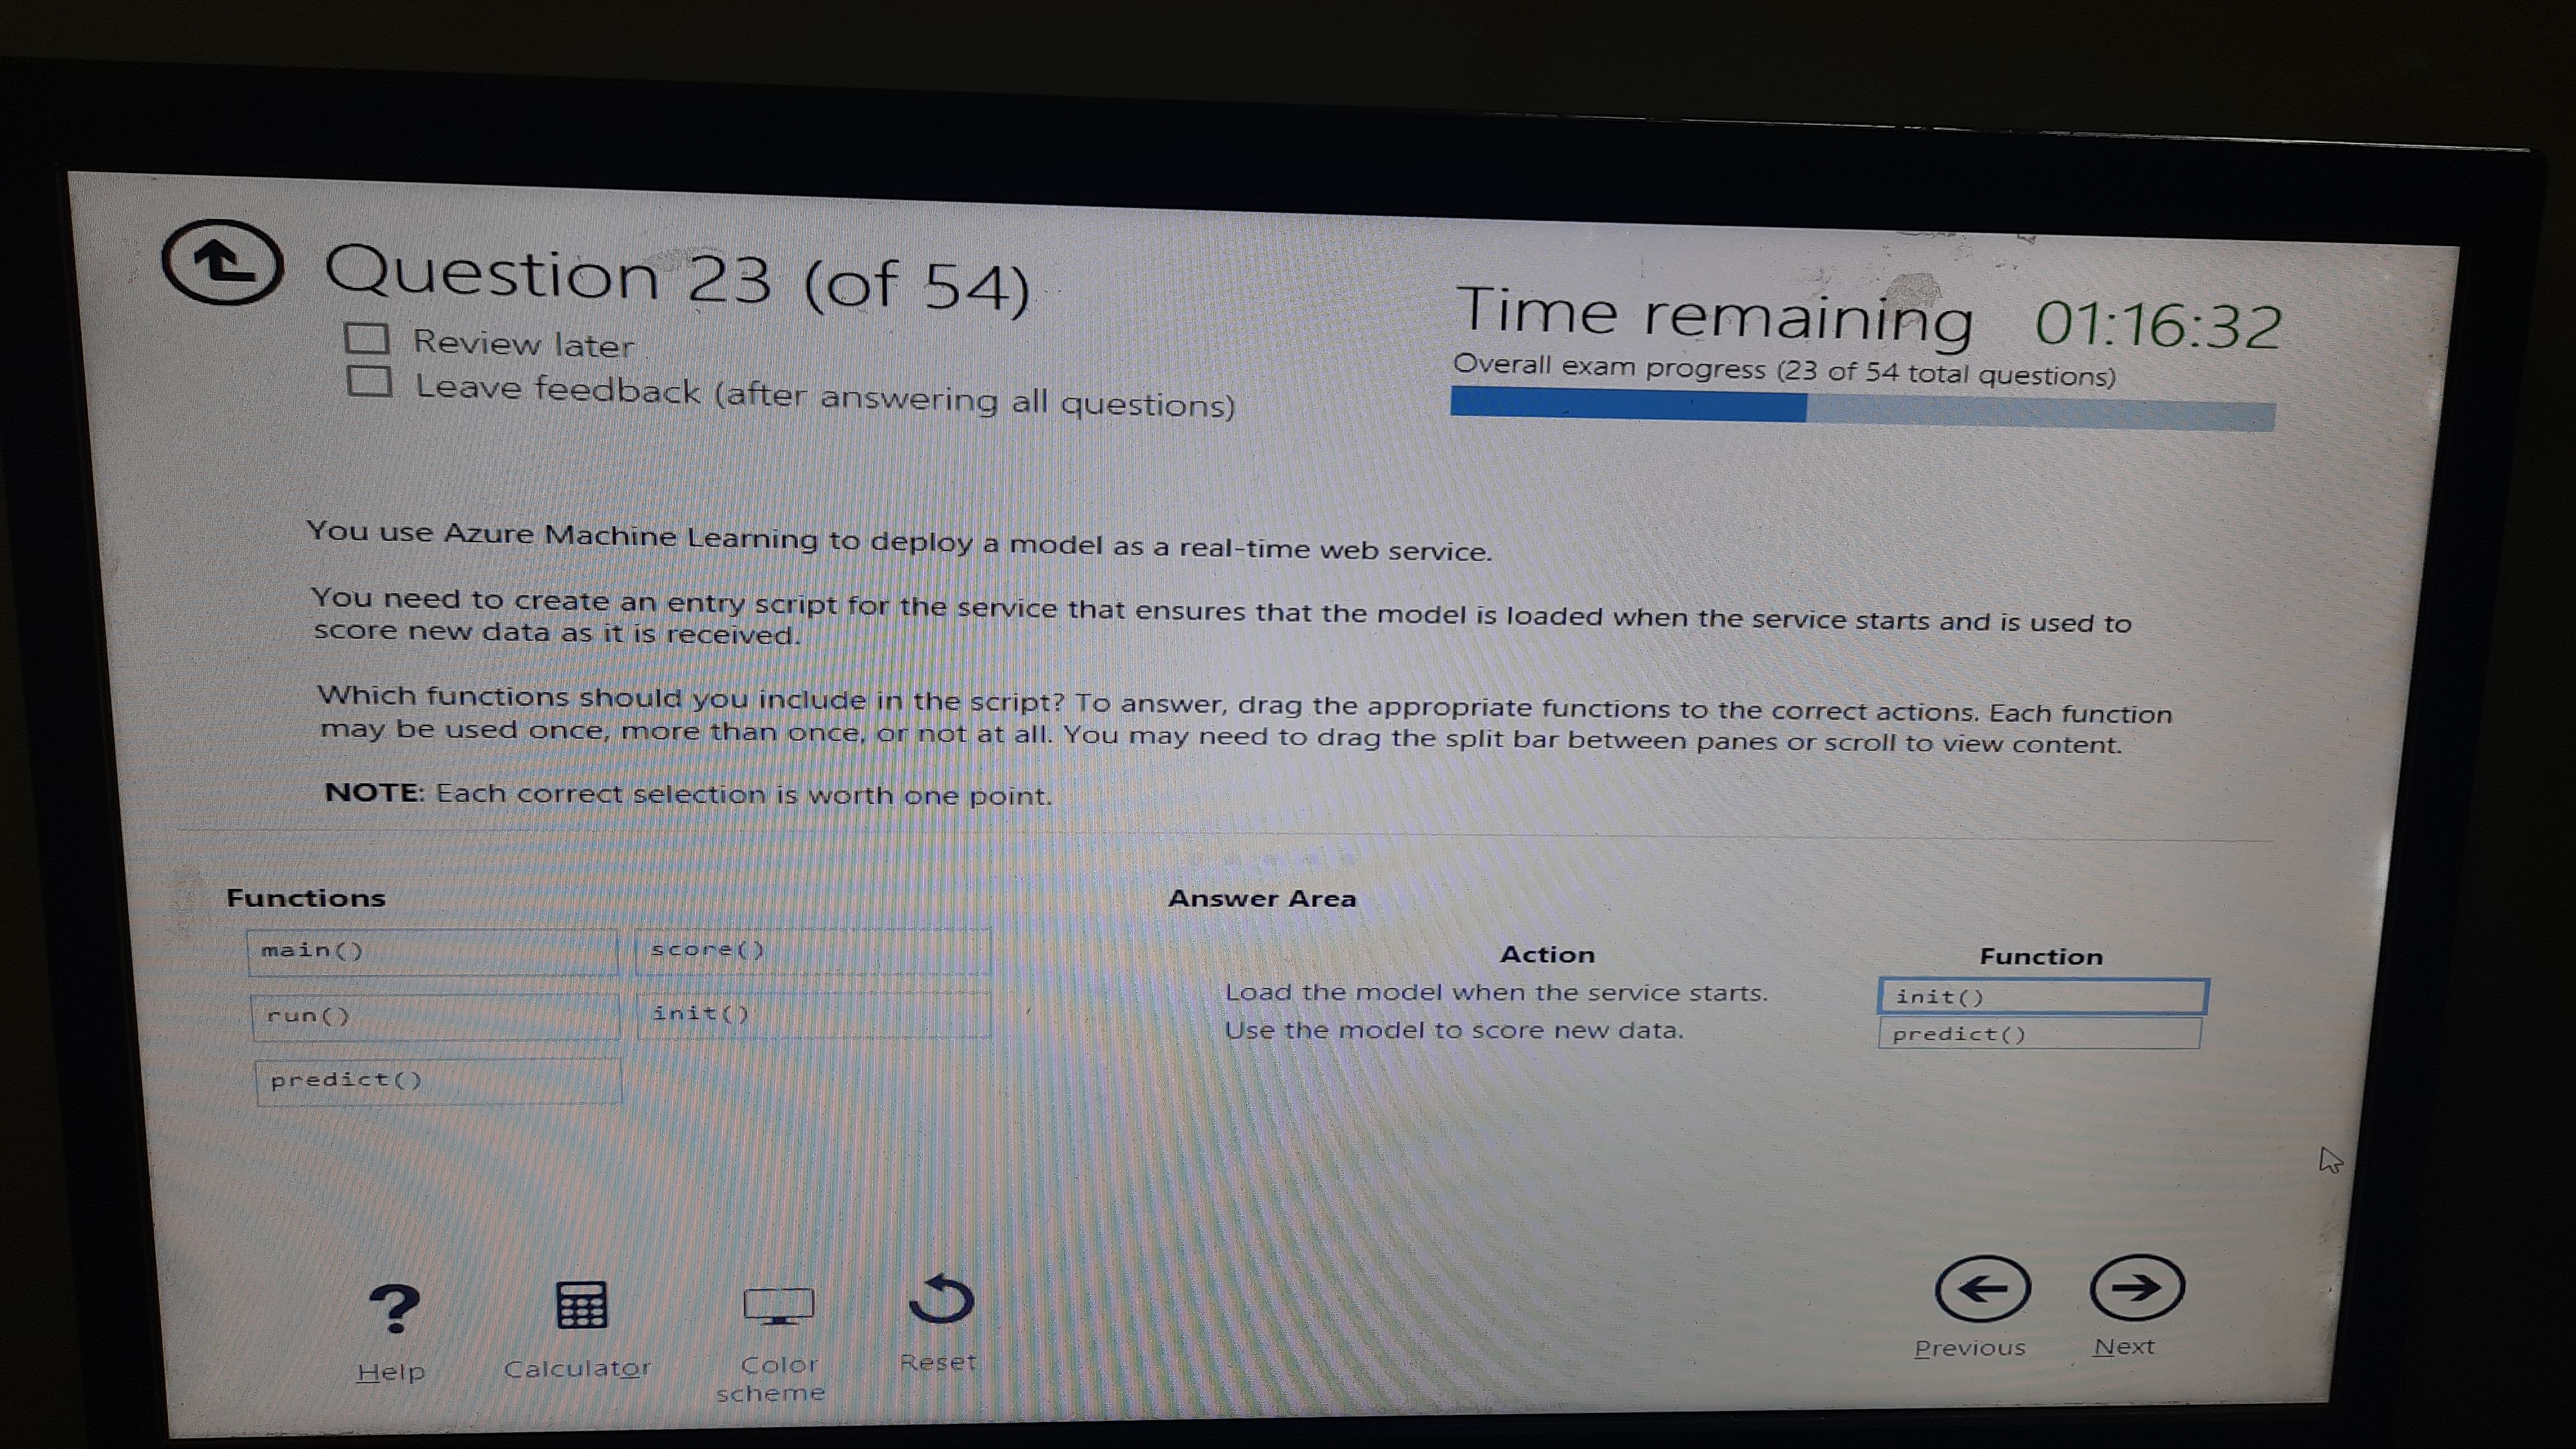 Question 23 (of 54)
Time remaining 01:16:32
Review later
Leave feedback (after answering all questions)
Overall exam progress (23 of 54 total questions)
You use Azure Machine Learning to deploy a model as a real-time web service.
You need to create an entry script for the service that ensures that the model is loaded when the service starts and is used to
score new data as it is received.
Which functions should you include in the script? To answer, drag the appropriate functions to the correct actions. Each function
may be used once, more than once, or not at all. You may need to drag the split bar between panes or scroll to view content.
NOTE: Each correct selection is worth one point.
Functions
main()
score()
run()
init()
predict()
Answer Area
Action
Function
Load the model when the service starts.
init()
Use the model to score new data.
predict()
? Help
Calculator
Color
scheme
Reset
Previous
Next